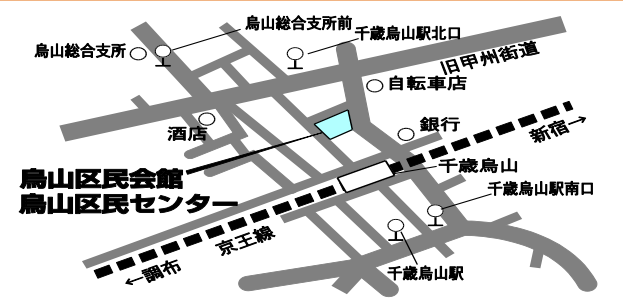 烏山総合支所前
千歳烏山駅北口
烏山総合支所
旧甲州街道
自転車店
酒店
銀行
新宿→
千歳烏山
烏山区民会館
烏山区民センター
千歳烏山駅南口
京王線
←調布
千歳烏山駅